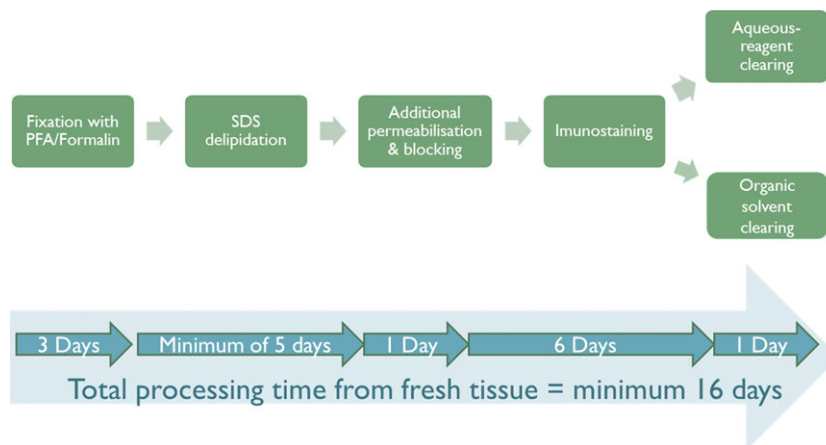 Fixation with
PFA/Formalin
SDS
delipidation
Additional
permeabilisation
& blocking
Imunostaining
Aqueous-
reagent
clearing
Organic
solvent
clearing
3 Days
Minimum of 5 days
1 Day
6 Days
1 Day
Total processing time from fresh tissue = minimum 16 days